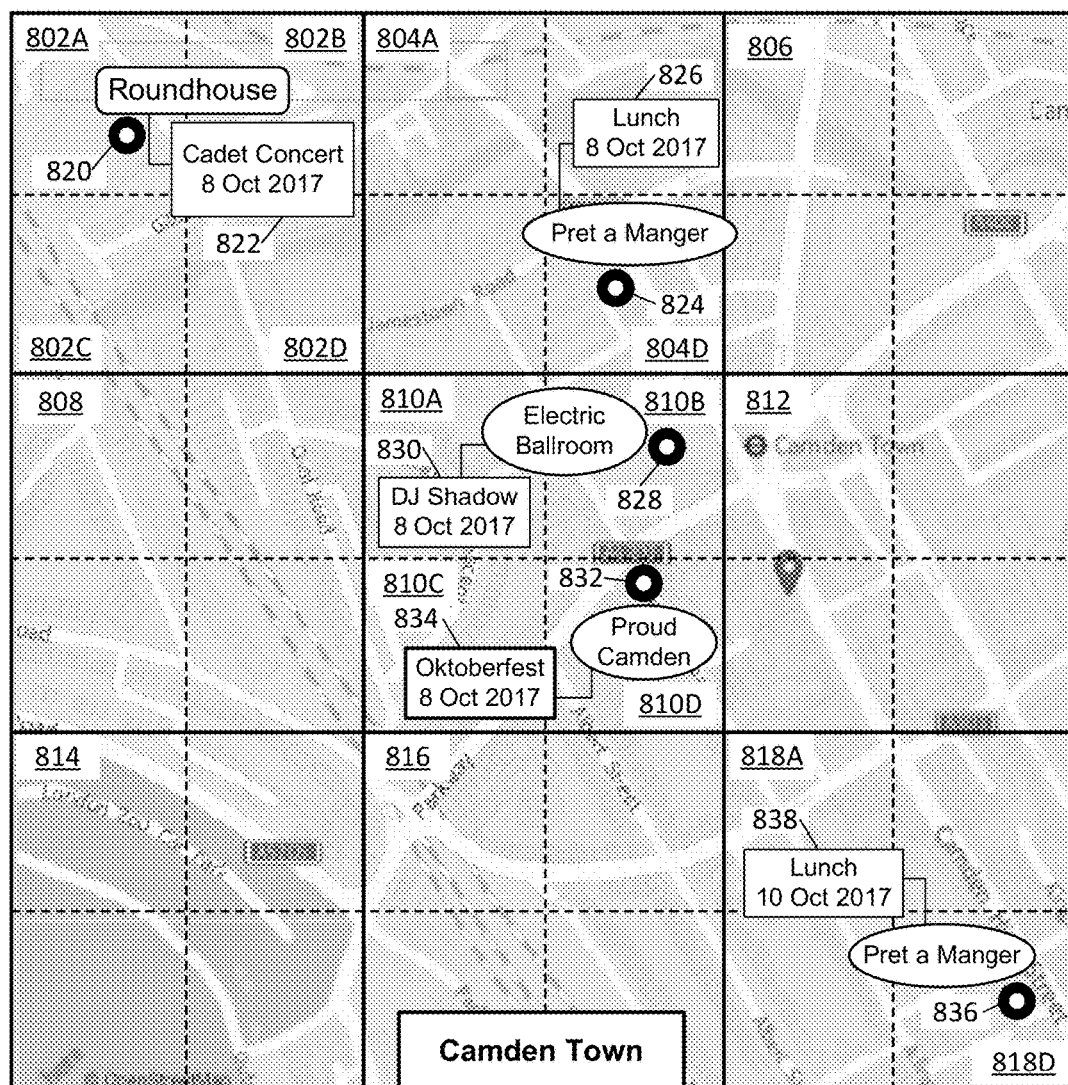 802A
802B
804A
806
Roundhouse
826
Lunch
8 Oct 2017
820
Cadet Concert
8 Oct 2017
822
Pret a Manger
824
802C
802D
804D
808
810A
Electric
Ballroom
810B
812
Camden Town
830
DJ Shadow
8 Oct 2017
828
810C
832
834
Proud
Camden
Oktoberfest
8 Oct 2017
810D
814
816
818A
Parkway
838
Lunch
10 Oct 2017
Pret a Manger
836
Camden Town
818D